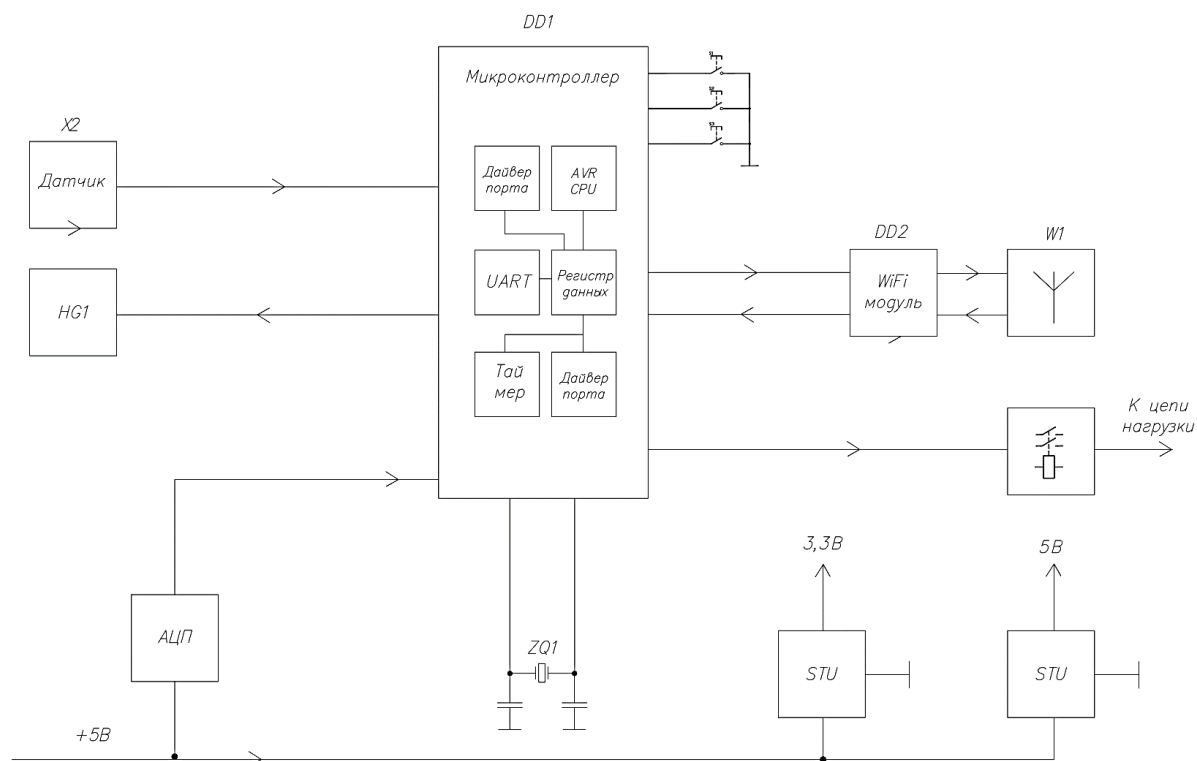 DD1
Микроконтроллер
X2
Датчик
Дайвер
порта
AVR
CPU
DD2
W1
HG1
UART
Регистр
данных
WiFi
модуль
Тай
мер
Дайвер
порта
К цепи
нагрузки
3,3В
5В
АЦП
ZQ1
STU
STU
+5В